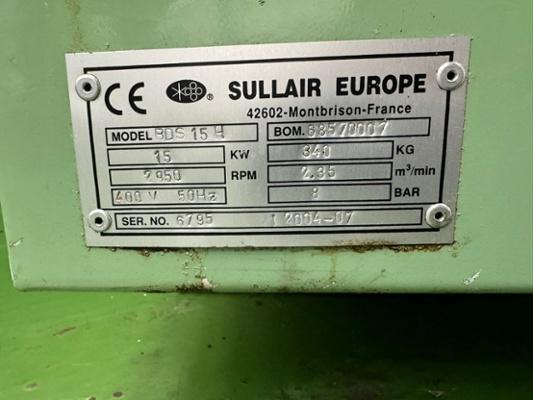 CE ® SULLAIR EUROPE
42602-Montbrison-France
MODEL BDS 15 H BOM. 68570007
15 KW 340 KG
2950 RPM 2.35 m³/min
400 V 50Hz 8 BAR
SER. NO. 6795 2004-07